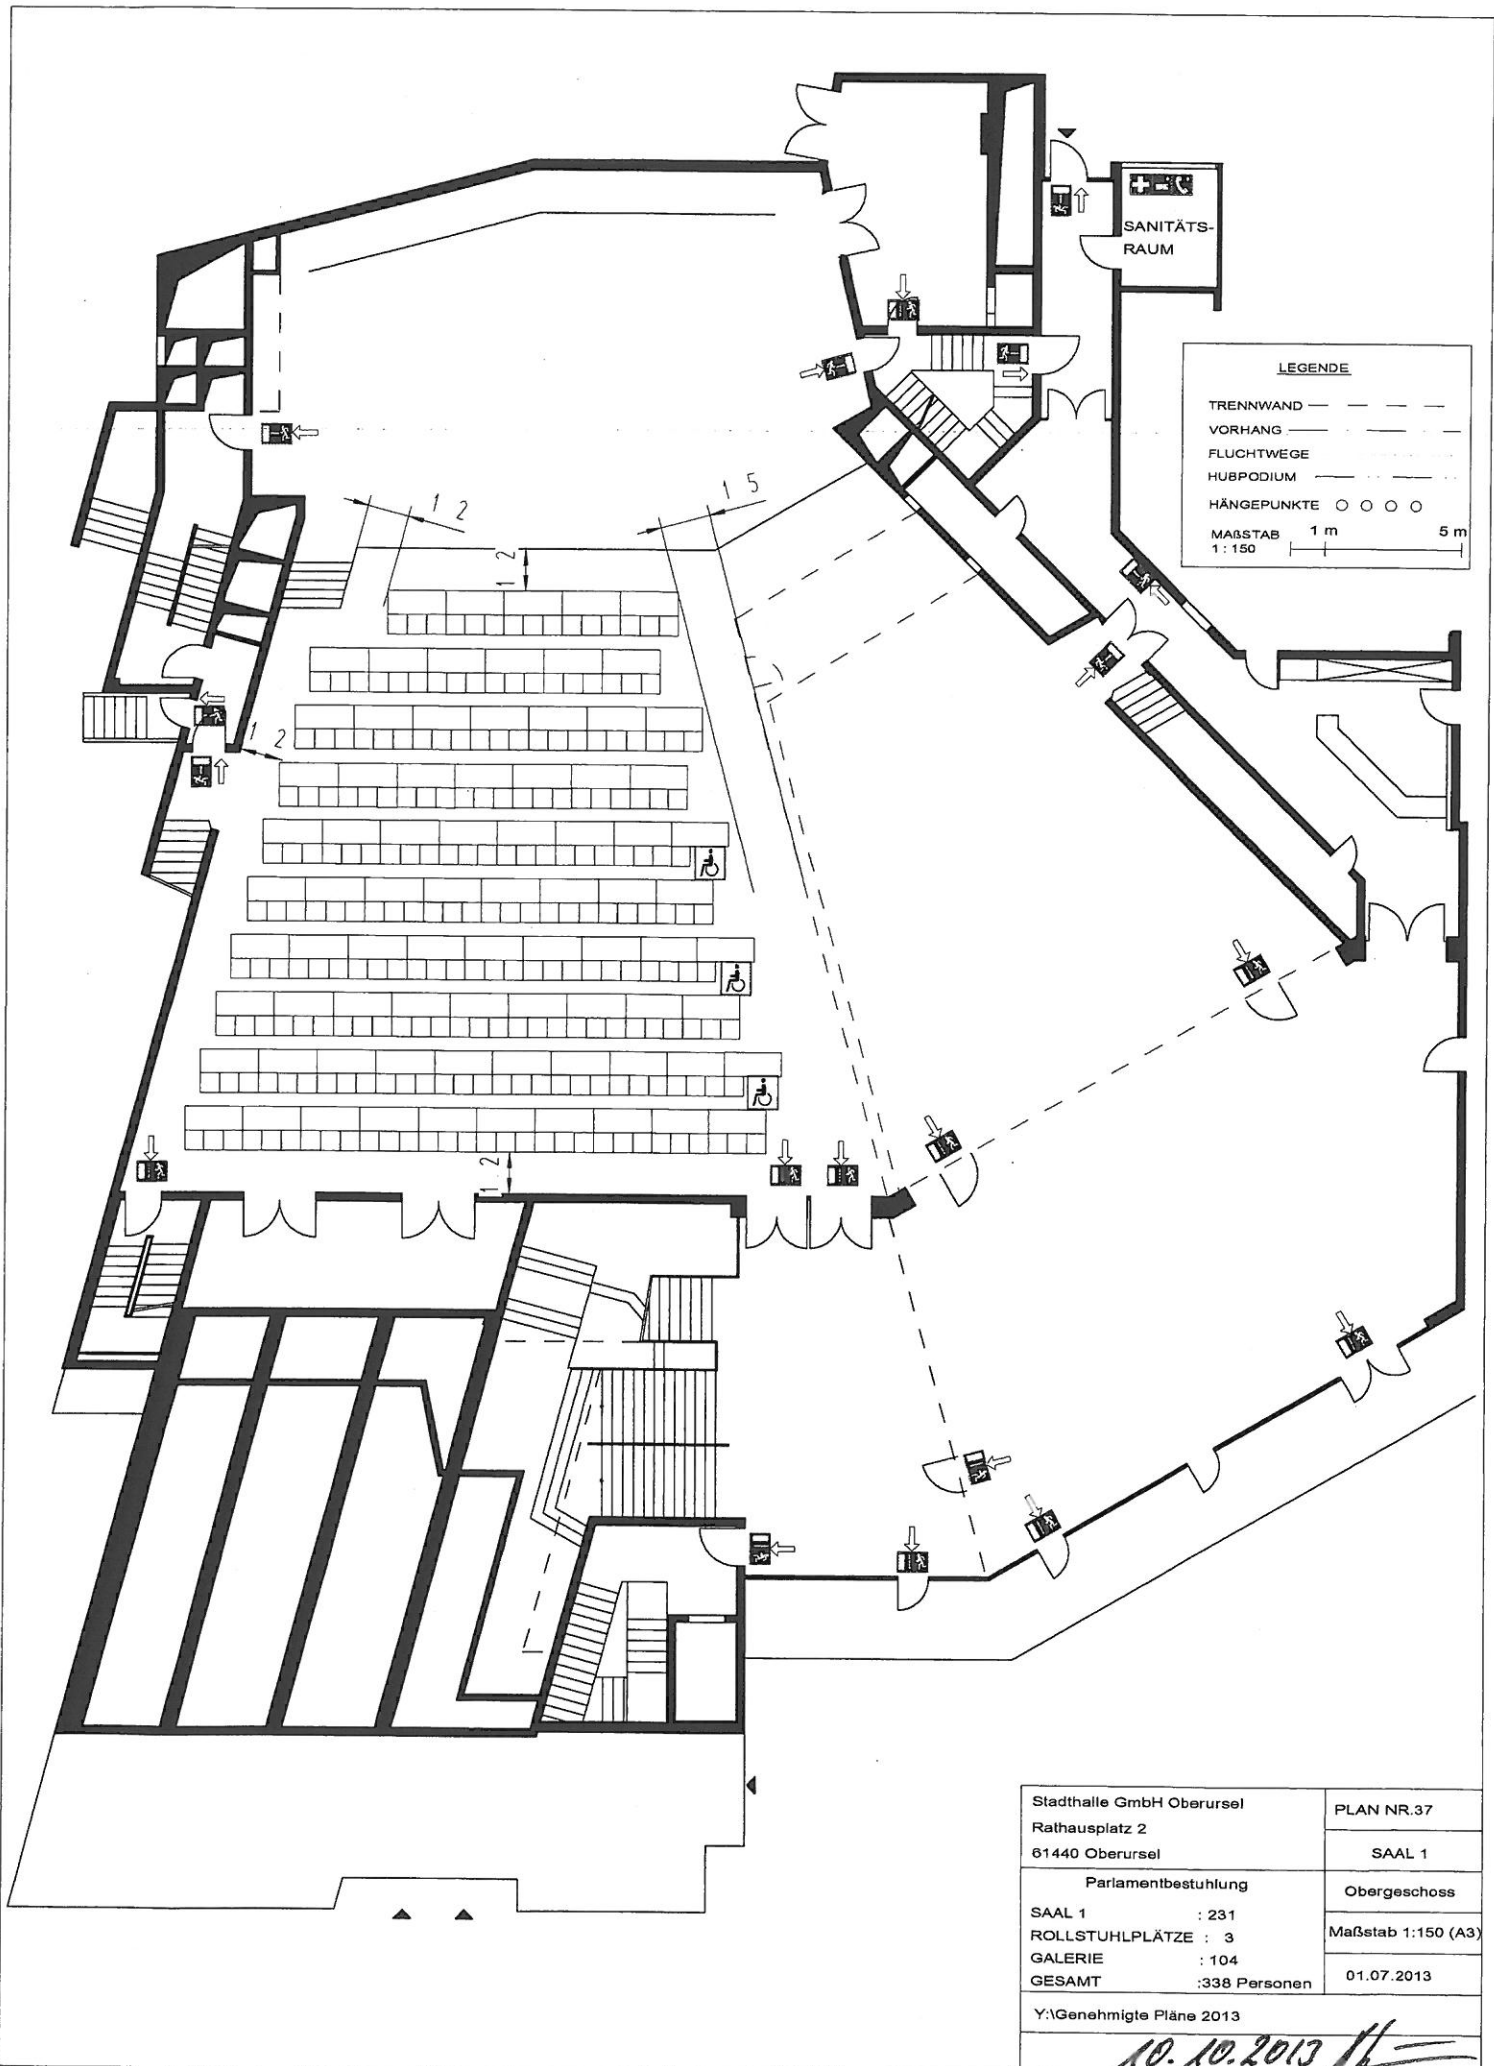 SANITÄTS-
RAUM
LEGENDE
TRENNWAND
VORHANG
FLUCHTWEGE
HUBPODIUM
HÄNGEPUNKTE
MAßSTAB
1 : 150
1 m 5 m
1 2
1 5
1 2
1 2
1 2
Stadthalle GmbH Oberursel
Rathausplatz 2
61440 Oberursel
PLAN NR.37
SAAL 1
Parlamentbestuhlung
SAAL 1 : 231
ROLLSTUHLPLÄTZE : 3
GALERIE : 104
GESAMT :338 Personen
Obergeschoss
Maßstab 1:150 (A3)
01.07.2013
Y:\Genehmigte Pläne 2013
10.10.2013